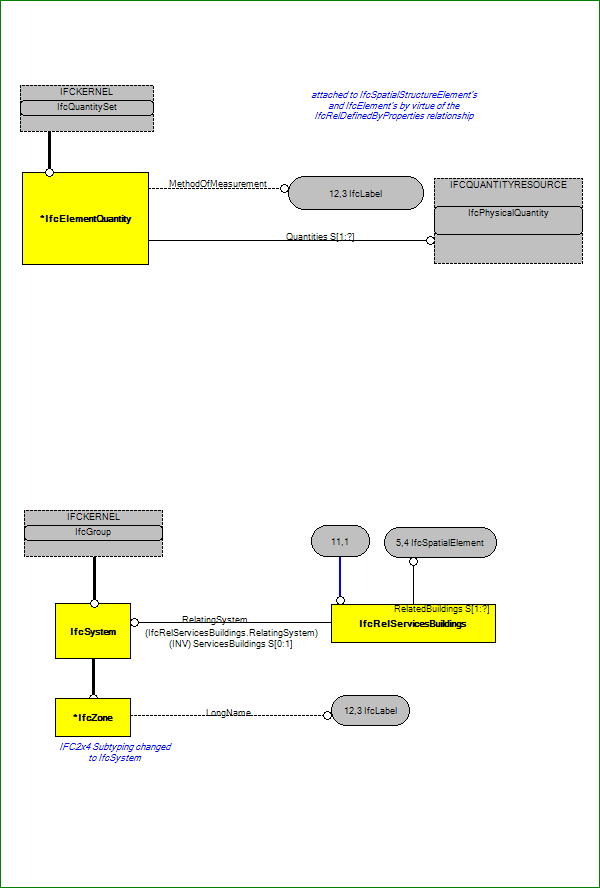 IFCKERNEL
IfcQuantitySet
attached to IfcSpatialStructureElement's
and IfcElement's by virtue of the
IfcRelDefinedByProperties relationship
MethodOfMeasurement
12,3 IfcLabel
IFCQUANTITYRESOURCE
IfcPhysicalQuantity
*IfcElementQuantity
Quantities S[1:?]
IFCKERNEL
IfcGroup
11,1
5,4 IfcSpatialElement
RelatedBuildings S[1:?]
IfcRelServicesBuildings
IfcSystem
RelatingSystem
(IfcRelServicesBuildings.RelatingSystem)
(INV) ServicesBuildings S[0:1]
*IfcZone
LongName
12,3 IfcLabel
IFC2x4 Subtyping changed
to IfcSystem